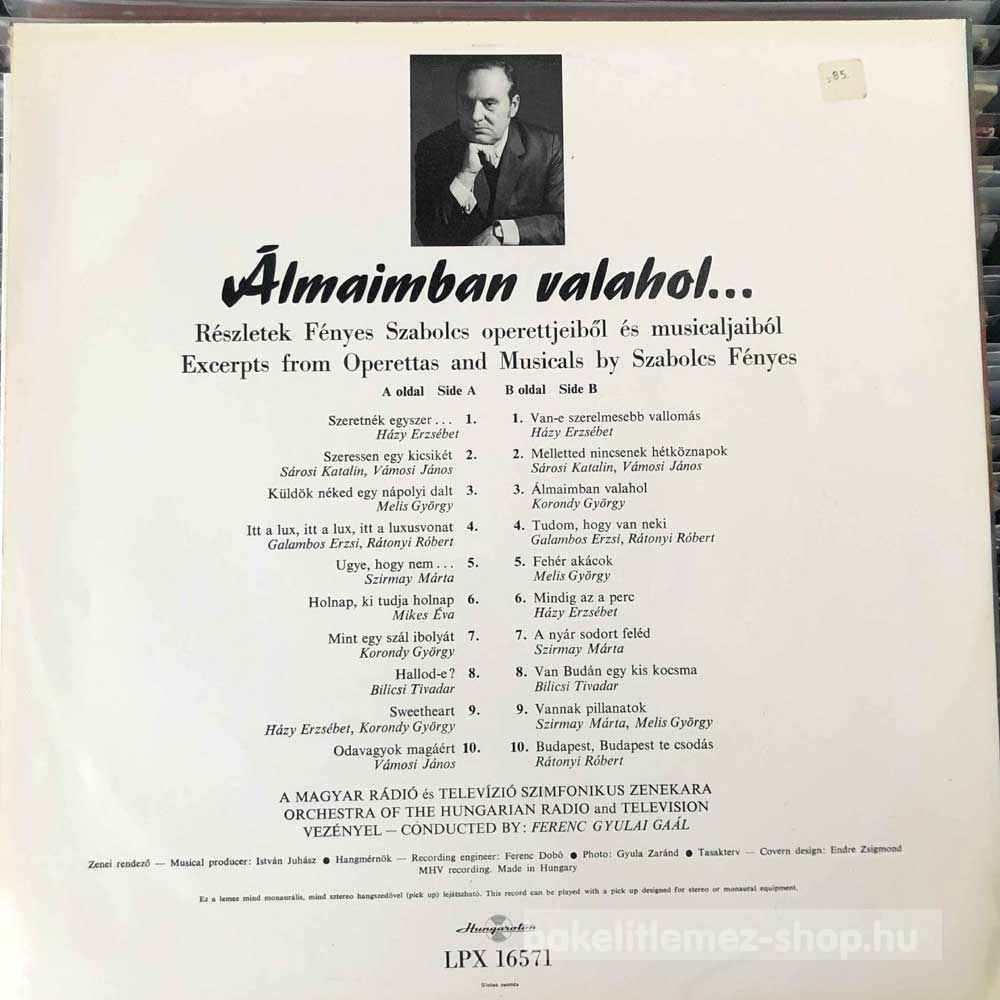 :85.
Álmaimban valahol...
Részletek Fényes Szabolcs operettjeiből és musicaljaiból
Excerpts from Operettas and Musicals by Szabolcs Fényes
A oldal Side A
Szeretnék egyszer... 1.
Házy Erzsébet
Szeressen egy kicsikét 2.
Sárosi Katalin, Vámosi János
Küldök néked egy nápolyi dalt 3.
Melis György
Itt a lux, itt a lux, itt a luxusvonat 4.
Galambos Erzsi, Rátonyi Róbert
Ugye, hogy nem... 5.
Szirmay Márta
Holnap, ki tudja holnap 6.
Mikes Éva
Mint egy szál ibolyát 7.
Korondy György
Hallod-e? 8.
Bilicsi Tivadar
Sweetheart 9.
Házy Erzsébet, Korondy György
Odavagyok magáért 10.
Vámosi János
B oldal Side B
1. Van-e szerelmesebb vallomás
Házy Erzsébet
2. Melletted nincsenek hétköznapok
Sárosi Katalin, Vámosi János
3. Álmaimban valahol
Korondy György
4. Tudom, hogy van neki
Galambos Erzsi, Rátonyi Róbert
5. Fehér akácok
Melis György
6. Mindig az a perc
Házy Erzsébet
7. A nyár sodort feléd
Szirmay Márta
8. Van Budán egy kis kocsma
Bilicsi Tivadar
9. Vannak pillanatok
Szirmay Márta, Melis György
10. Budapest, Budapest te csodás
Rátonyi Róbert
A MAGYAR RÁDIÓ és TELEVÍZIÓ SZIMFONIKUS ZENEKARA
ORCHESTRA OF THE HUNGARIAN RADIO and TELEVISION
VEZÉNYEL — CONDUCTED BY: FERENC GYULAI GAÁL
Zenei rendező — Musical producer: István Juhász ● Hangmérnök — Recording engineer: Ferenc Dobó ● Photo: Gyula Zaránd ● Tasakterv — Covern design: Endre Zsigmond
MHV recording. Made in Hungary
Ez a lemez mind monaurális, mind sztereo hangszedővel (pick up) lejátszható. This record can be played with a pick up designed for stereo or monaural equipment.
Hungaroton
bakelitlemez-shop.hu
LPX 16571